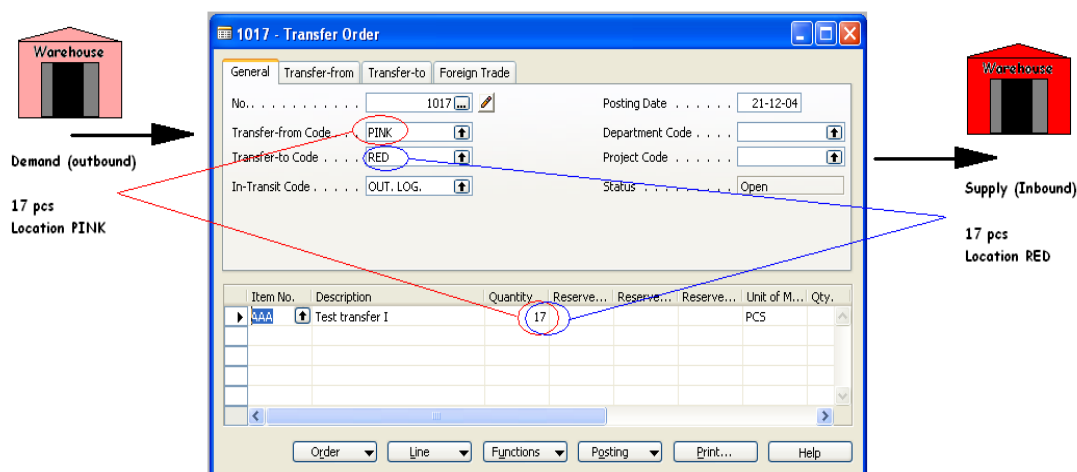 Warehouse
Demand (outbound)
17 pcs
Location PINK
1017 - Transfer Order
General Transfer-from Transfer-to Foreign Trade
No. . . . . . . . . . . . 1017 ... Posting Date . . . . . . 21-12-04
Transfer-from Code . . . PINK Department Code . . . .
Transfer-to Code . . . . RED Project Code . . . . . . .
In-Transit Code . . . . . OUT. LOG. Status . . . . . . . . . . Open
Item No. Description Quantity Reserve... Reserve... Reserve... Unit of M... Qty.
AAA Test transfer I 17 PCS
Order Line Functions Posting Print... Help
Warehouse
Supply (Inbound)
17 pcs
Location RED